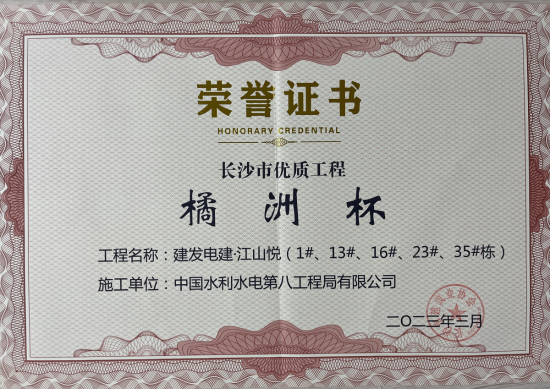 荣誉证书
HONORARY CREDENTIAL
长沙市优质工程
橘洲杯
工程名称：建发电建·江山悦（1#、13#、16#、23#、35#栋）
施工单位：中国水利水电第八工程局有限公司
二〇二三年三月